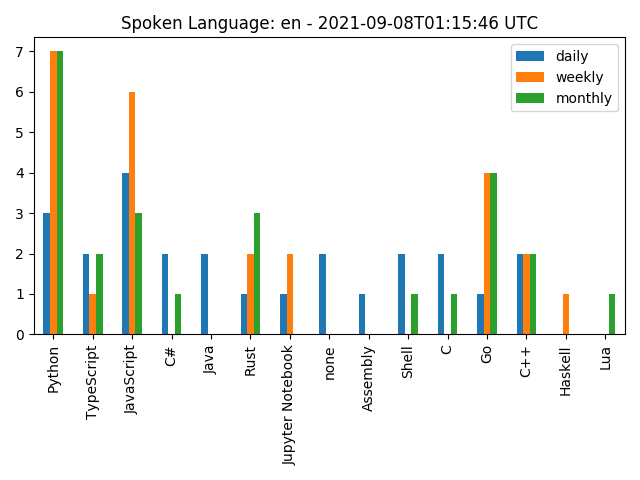 Spoken Language: en - 2021-09-08T01:15:46 UTC
daily
weekly
monthly
7
6
5
4
3
2
1
0
Python
TypeScript
JavaScript
C#
Java
Rust
Jupyter Notebook
none
Assembly
Shell
C
Go
C++
Haskell
Lua